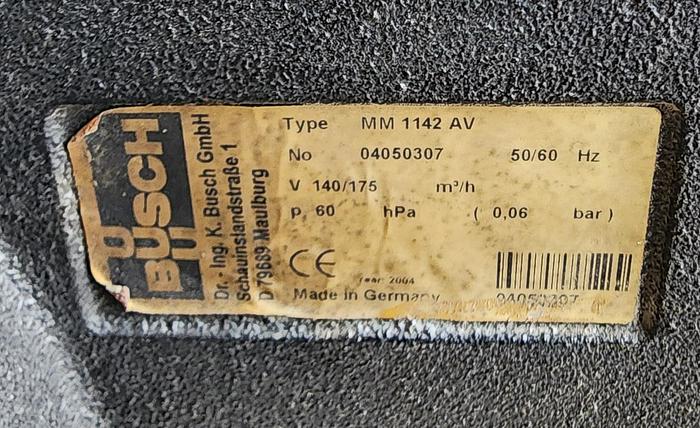 BUSCH
Dr. - Ing. K. Busch GmbH
Schauinslandstraße 1
D 79689 Maulburg
Type MM 1142 AV
No 04050307 50/60 Hz
V 140/175 m³/h
p 60 hPa ( 0,06 bar )
CE
Year 2004
Made in Germany
04050307